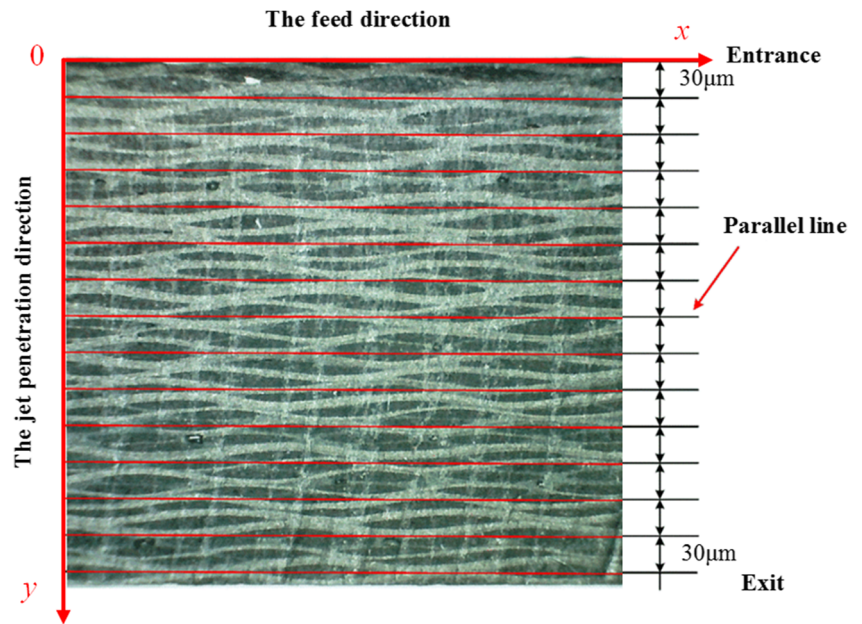 The feed direction
x
0
Entrance
30μm
Parallel line
The jet penetration direction
30μm
y
Exit